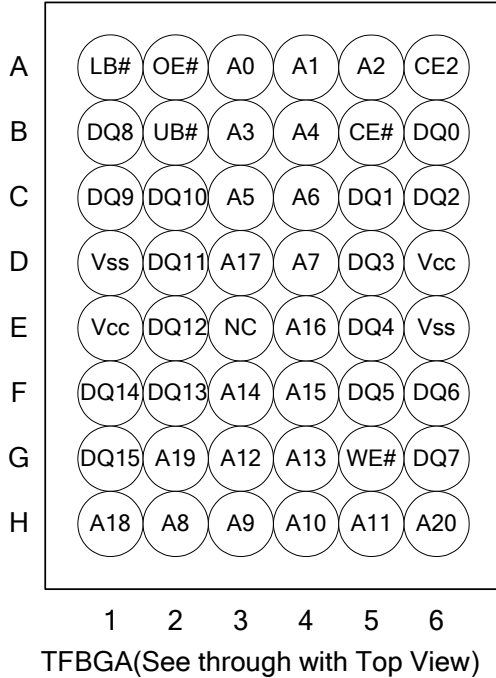 A LB# OE# A0 A1 A2 CE2
B DQ8 UB# A3 A4 CE# DQ0
C DQ9 DQ10 A5 A6 DQ1 DQ2
D Vss DQ11 A17 A7 DQ3 Vcc
E Vcc DQ12 NC A16 DQ4 Vss
F DQ14 DQ13 A14 A15 DQ5 DQ6
G DQ15 A19 A12 A13 WE# DQ7
H A18 A8 A9 A10 A11 A20
1 2 3 4 5 6
TFBGA(See through with Top View)